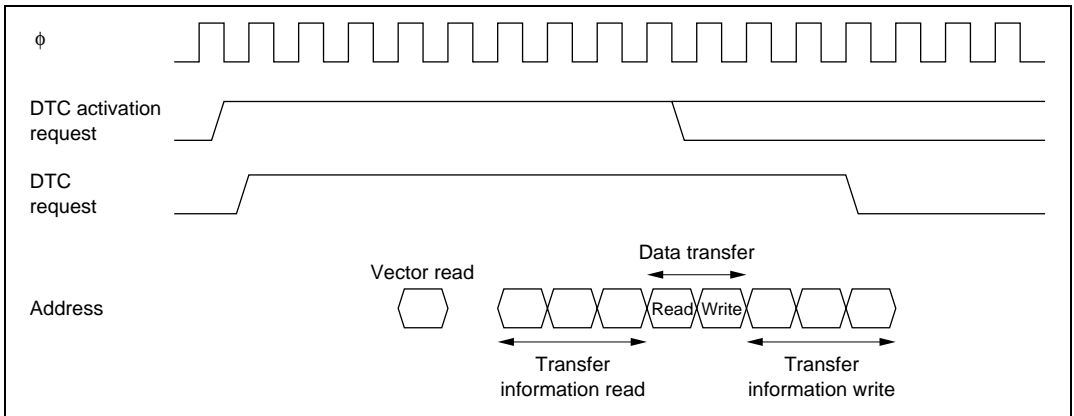 ϕ
DTC activation
request
DTC
request
Data transfer
Vector read
Address
Read Write
Transfer
information read
Transfer
information write